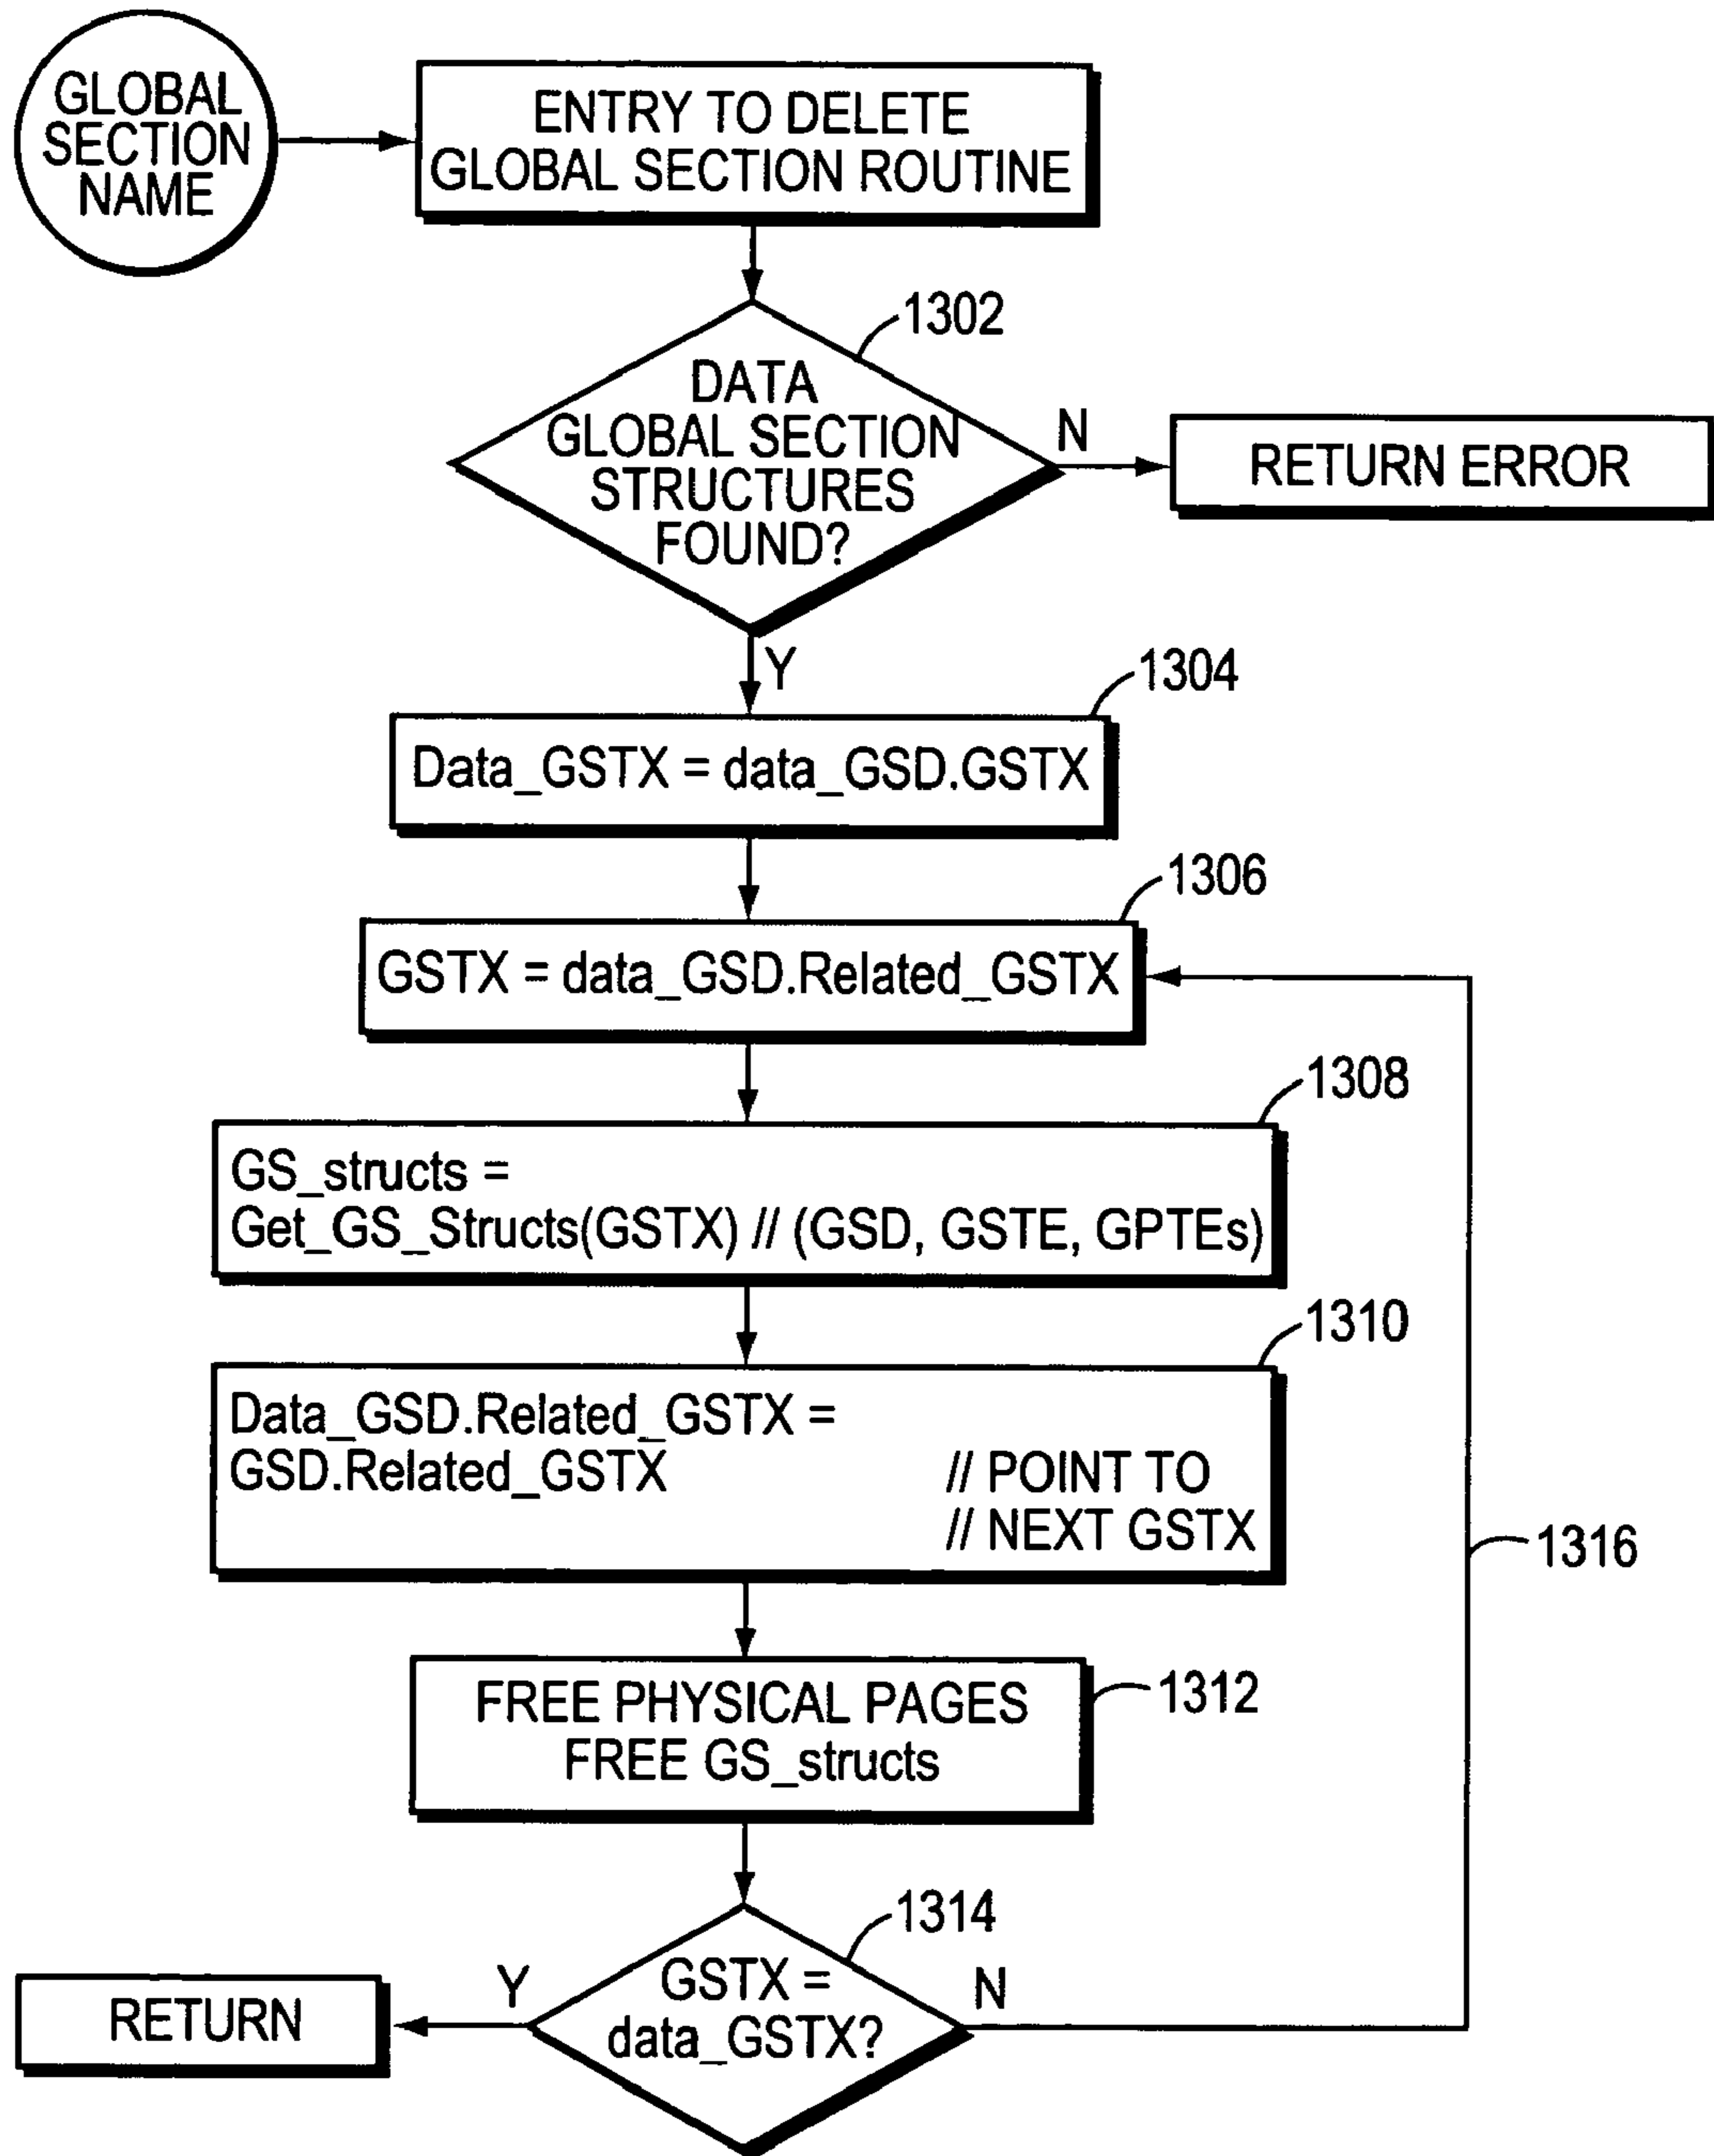 GLOBAL
SECTION
NAME
ENTRY TO DELETE
GLOBAL SECTION ROUTINE
1302
DATA
GLOBAL SECTION
STRUCTURES
FOUND?
N
RETURN ERROR
Y
1304
Data_GSTX = data_GSD.GSTX
1306
GSTX = data_GSD.Related_GSTX
1308
GS_structs =
Get_GS_Structs(GSTX) // (GSD, GSTE, GPTEs)
1310
Data_GSD.Related_GSTX =
GSD.Related_GSTX // POINT TO
// NEXT GSTX
1316
1312
FREE PHYSICAL PAGES
FREE GS_structs
1314
GSTX =
data_GSTX?
Y
N
RETURN